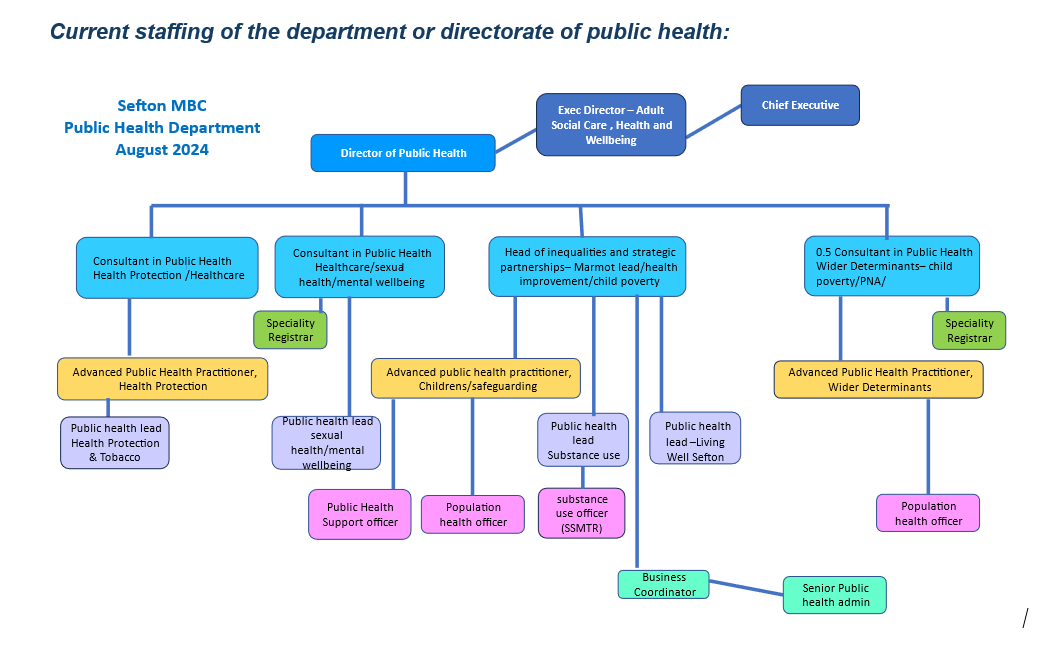 Current staffing of the department or directorate of public health:
Sefton MBC
Public Health Department
August 2024
Chief Executive
Exec Director – Adult
Social Care , Health and
Wellbeing
Director of Public Health
Consultant in Public Health
Health Protection /Healthcare
Consultant in Public Health
Healthcare/sexual
health/mental wellbeing
Head of inequalities and strategic
partnerships– Marmot lead/health
improvement/child poverty
0.5 Consultant in Public Health
Wider Determinants– child
poverty/PNA/
Speciality
Registrar
Speciality
Registrar
Advanced Public Health Practitioner,
Health Protection
Advanced public health practitioner,
Childrens/safeguarding
Advanced Public Health Practitioner,
Wider Determinants
Public health lead
Health Protection
& Tobacco
Public health lead
sexual
health/mental
wellbeing
Public health
lead
Substance use
Public health
lead –Living
Well Sefton
Public Health
Support officer
Population
health officer
substance
use officer
(SSMTR)
Population
health officer
Business
Coordinator
Senior Public
health admin
/